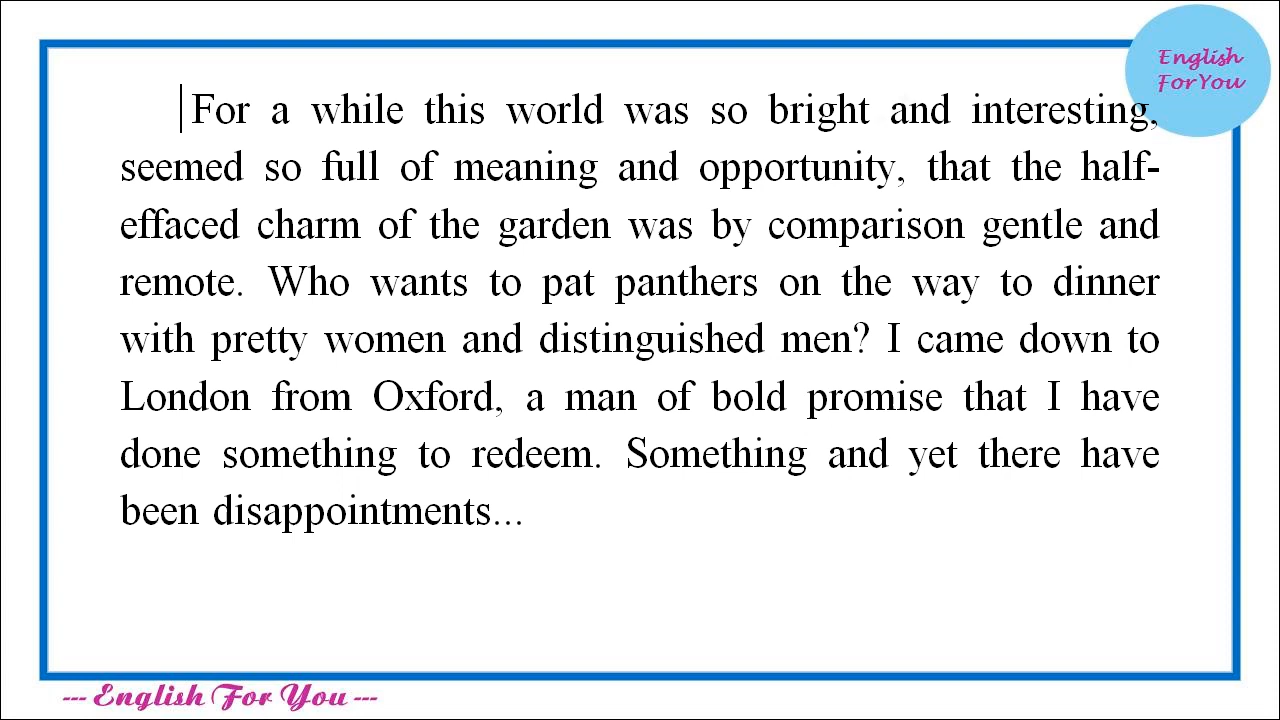 English
ForYou
For a while this world was so bright and interesting,
seemed so full of meaning and opportunity, that the half-
effaced charm of the garden was by comparison gentle and
remote. Who wants to pat panthers on the way to dinner
with pretty women and distinguished men? I came down to
London from Oxford, a man of bold promise that I have
done something to redeem. Something and yet there have
been disappointments...
--- English For You ---